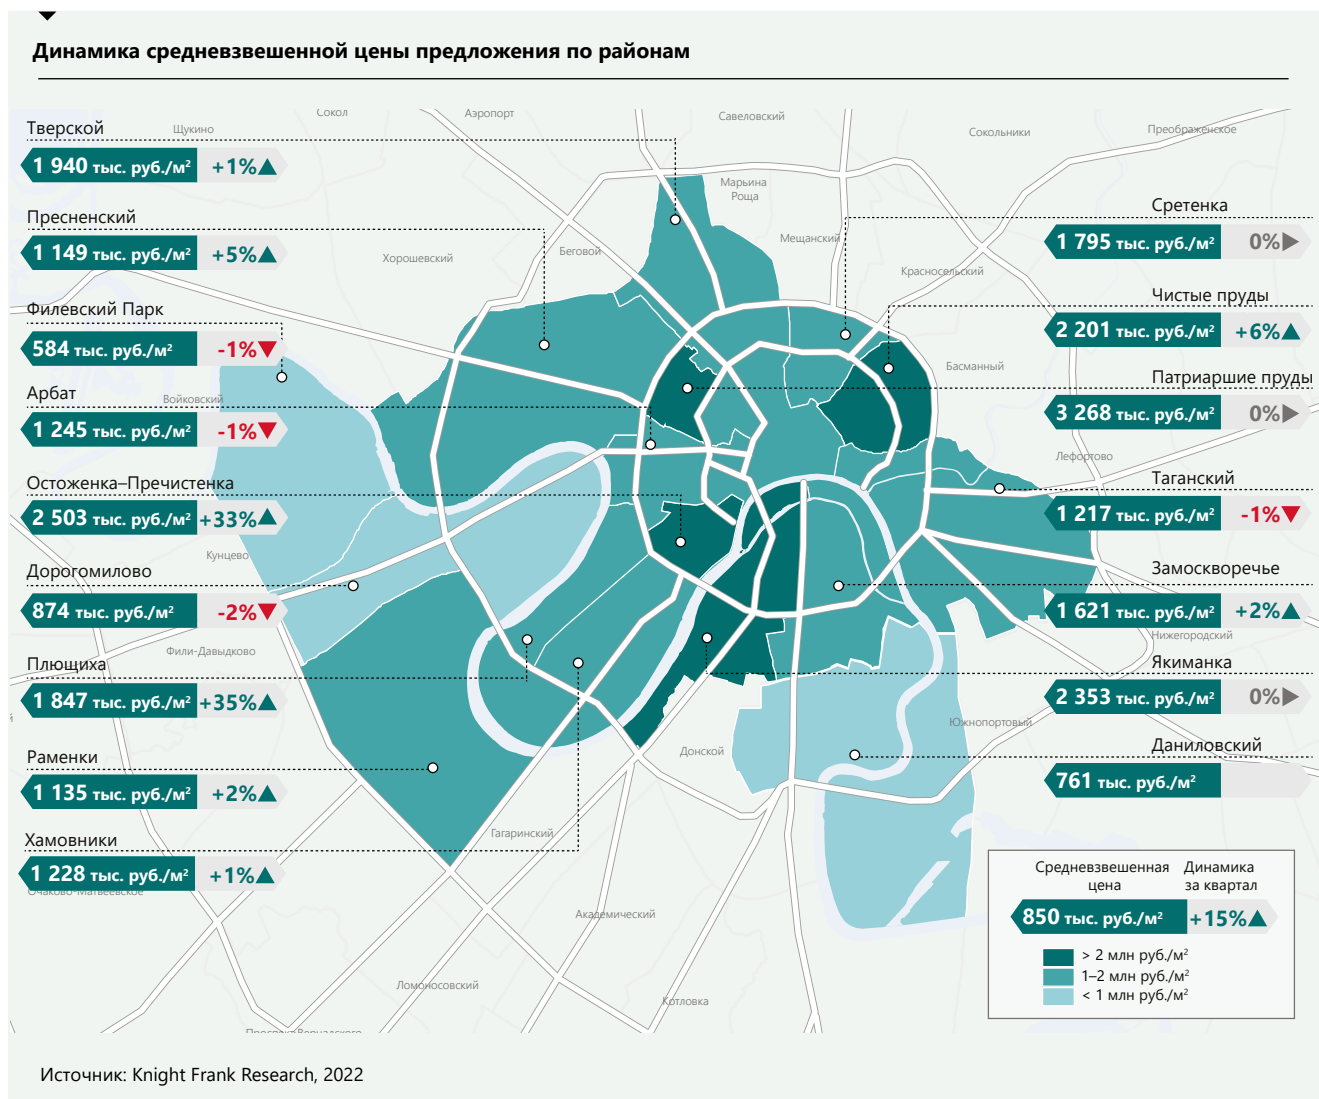 Динамика средневзвешенной цены предложения по районам
Сокол
Аэропорт
Савеловский
Щукино
Сокольники
Преображенское
Тверской
1 940 тыс. руб./м² +1%▲
Марьина
Роща
Пресненский
1 149 тыс. руб./м² +5%▲
Хорошевский
Беговой
Мещанский
Красносельский
Сретенка
1 795 тыс. руб./м² 0%▶
Филевский Парк
584 тыс. руб./м² -1%▼
Чистые пруды
2 201 тыс. руб./м² +6%▲
Басманный
Арбат
1 245 тыс. руб./м² -1%▼
Войковский
Патриаршие пруды
3 268 тыс. руб./м² 0%▶
Лефортово
Остоженка–Пречистенка
2 503 тыс. руб./м² +33%▲
Таганский
1 217 тыс. руб./м² -1%▼
Кунцево
Дорогомилово
874 тыс. руб./м² -2%▼
Замоскворечье
1 621 тыс. руб./м² +2%▲
Нижегородский
Фили-Давыдково
Плющиха
1 847 тыс. руб./м² +35%▲
Якиманка
2 353 тыс. руб./м² 0%▶
Южнопортовый
Донской
Раменки
1 135 тыс. руб./м² +2%▲
Даниловский
761 тыс. руб./м²
Хамовники
1 228 тыс. руб./м² +1%▲
Очаково-Матвеевское
Гагаринский
Академический
Ломоносовский
Котловка
Проспект Вернадского
Средневзвешенная
цена
Динамика
за квартал
850 тыс. руб./м² +15%▲
> 2 млн руб./м²
1–2 млн руб./м²
< 1 млн руб./м²
Источник: Knight Frank Research, 2022